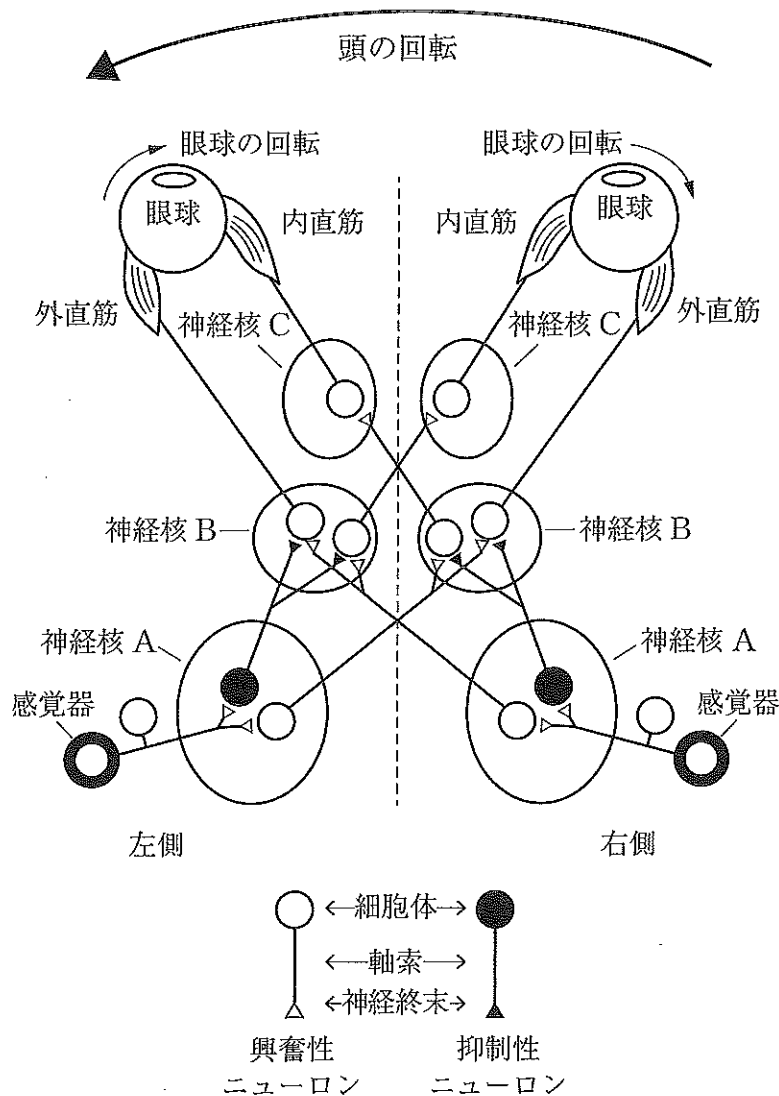 頭の回転
眼球の回転
眼球の回転
眼球
眼球
内直筋
内直筋
外直筋
外直筋
神経核 C
神経核 C
神経核 B
神経核 B
神経核 A
神経核 A
感覚器
感覚器
左側
右側
細胞体
軸索
神経終末
興奮性
ニューロン
抑制性
ニューロン